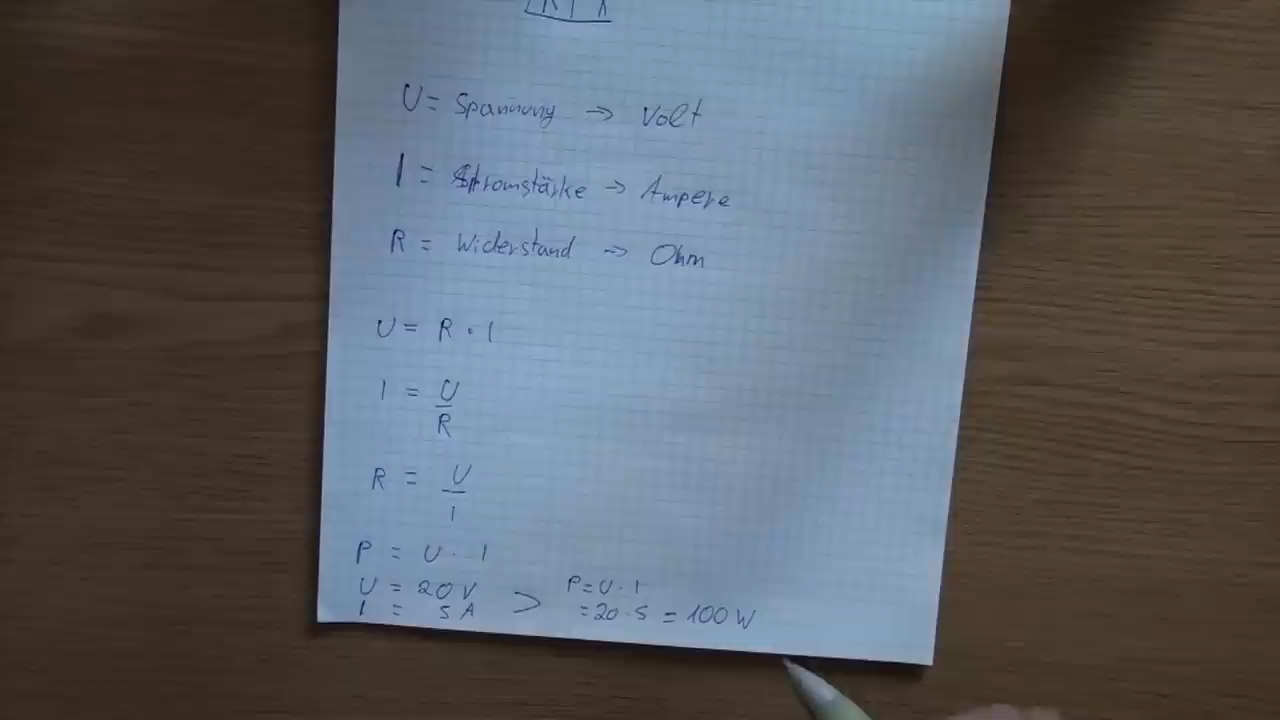 R I
U = Spannung → Volt
I = Stromstärke → Ampere
R = Widerstand → Ohm
U = R · I
I = U
R
R = U
I
P = U · I
U = 20 V
I = 5 A > P = U · I
= 20 · 5 = 100 W